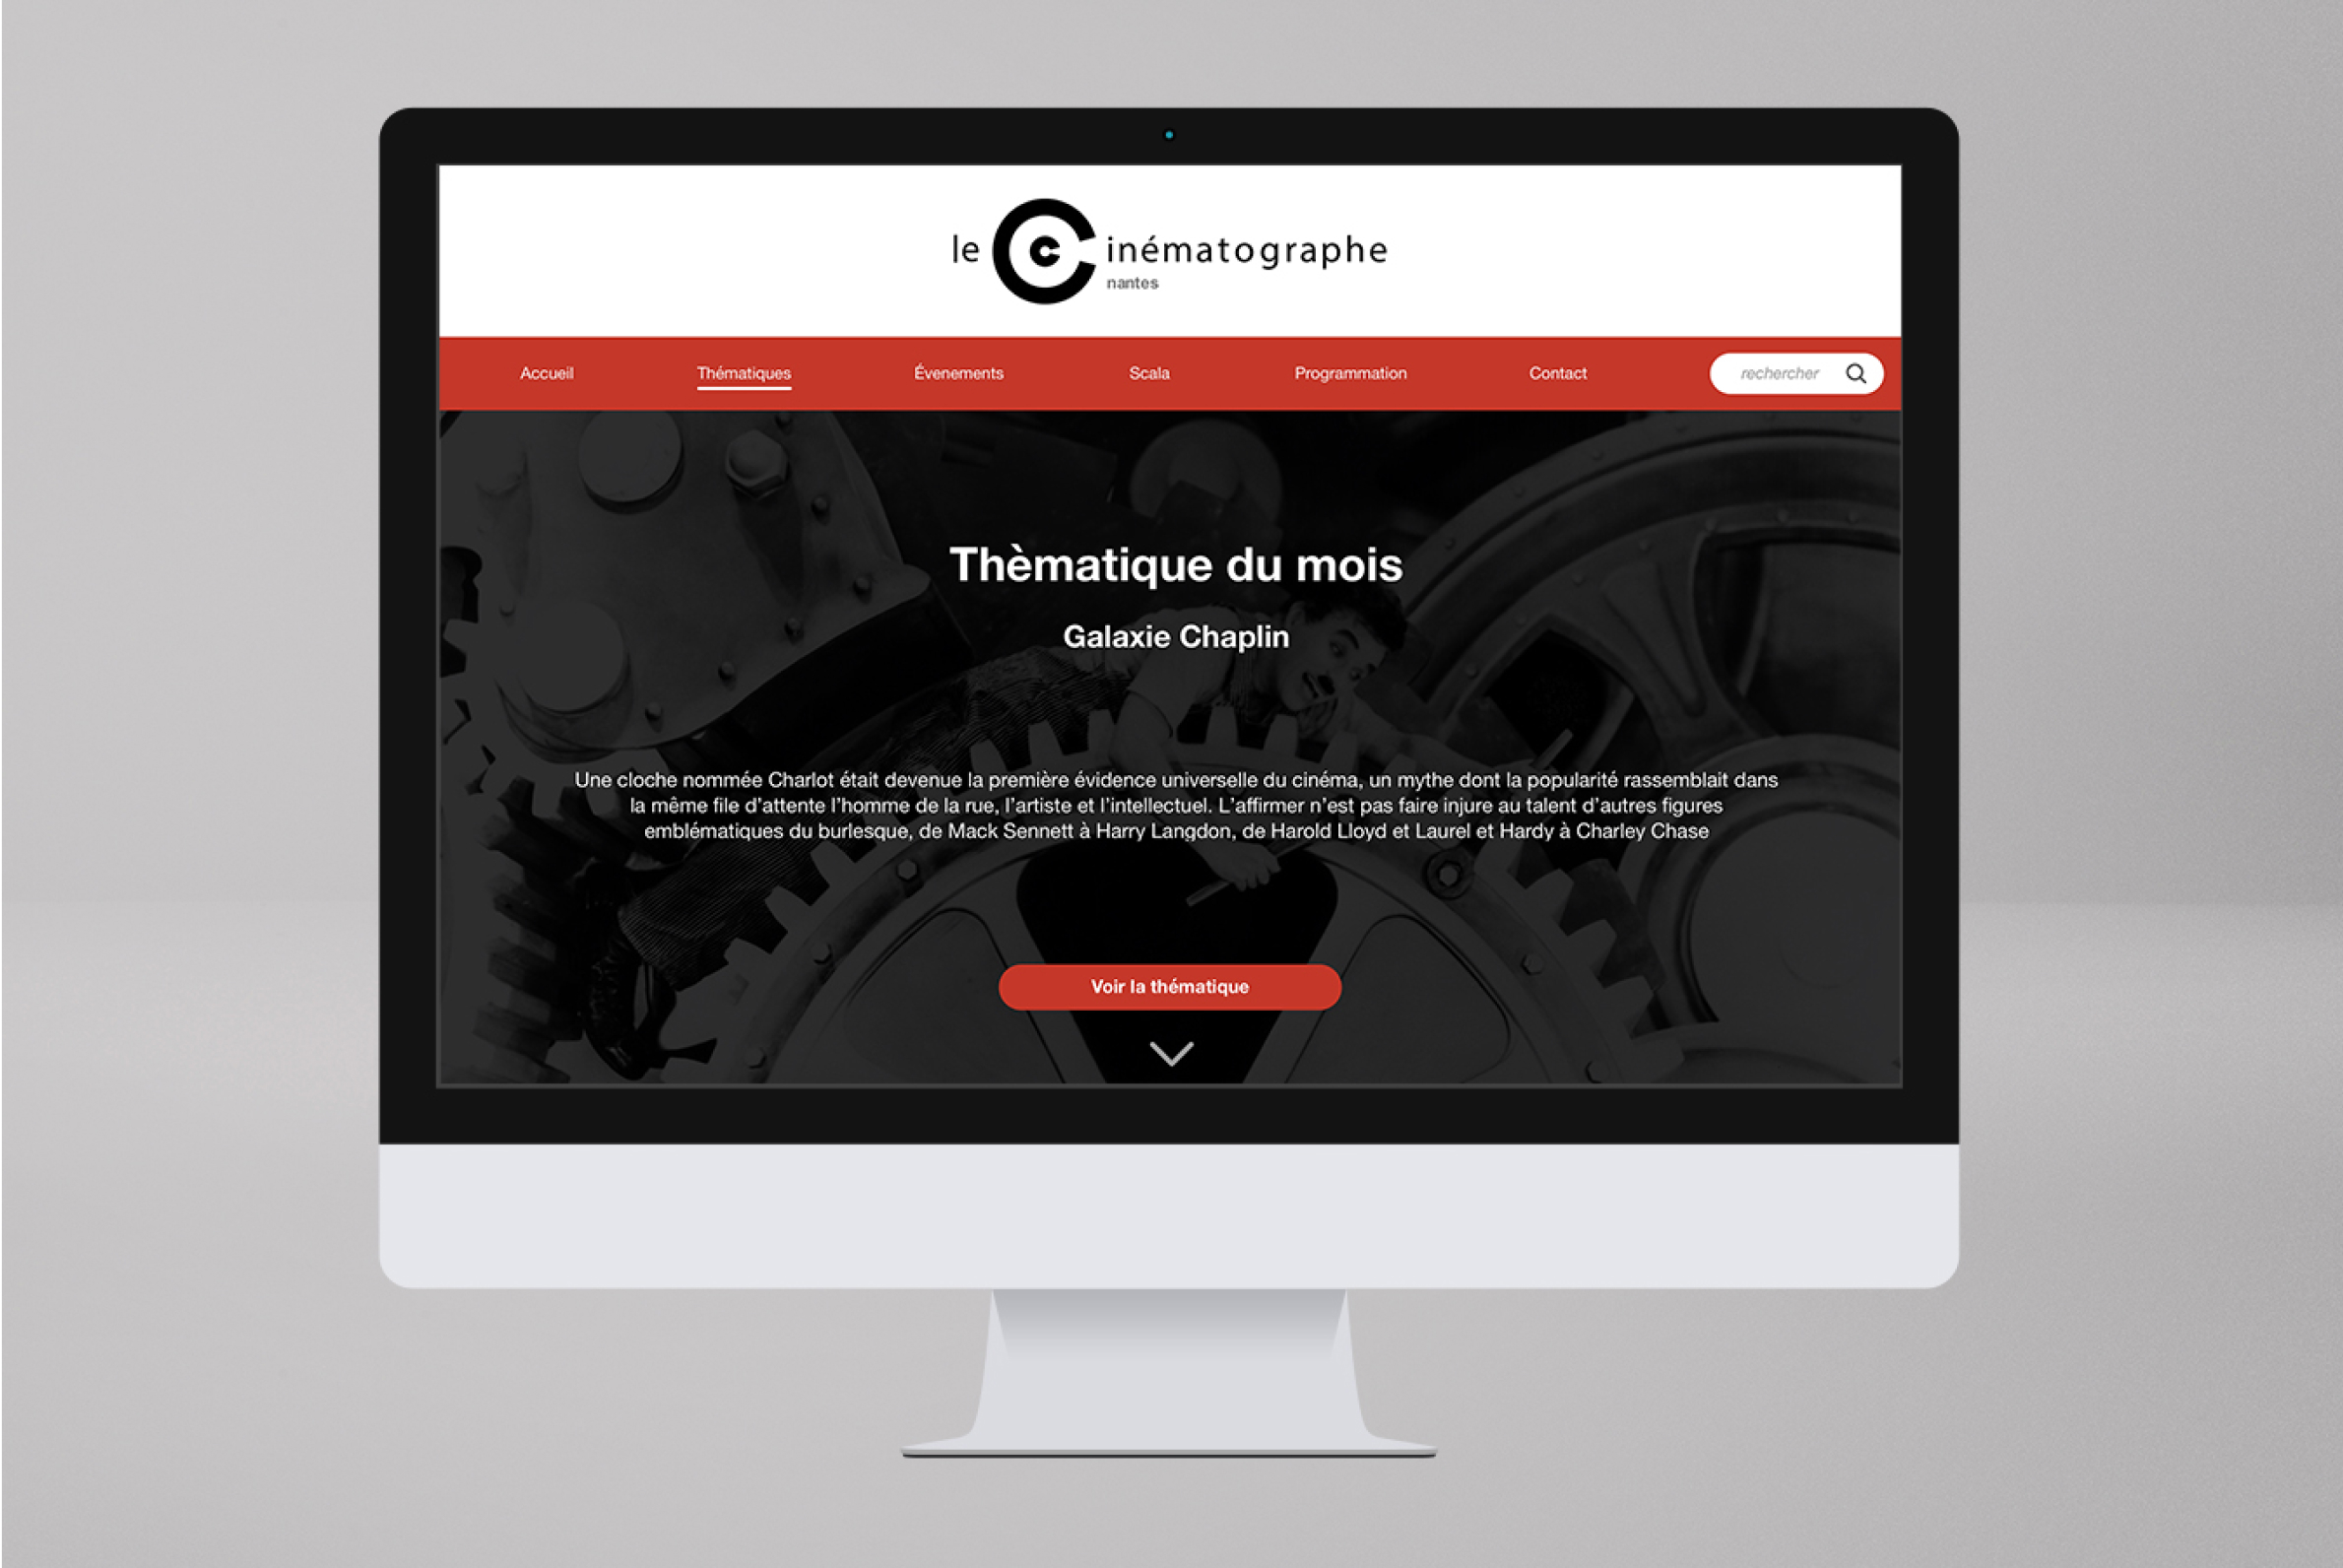 le Cinématographe
nantes
Accueil Thématiques Évenements Scala Programmation Contact rechercher
Thèmatique du mois
Galaxie Chaplin
Une cloche nommée Charlot était devenue la première évidence universelle du cinéma, un mythe dont la popularité rassemblait dans
la même file d’attente l’homme de la rue, l’artiste et l’intellectuel. L’affirmer n’est pas faire injure au talent d’autres figures
emblématiques du burlesque, de Mack Sennett à Harry Langdon, de Harold Lloyd et Laurel et Hardy à Charley Chase
Voir la thématique